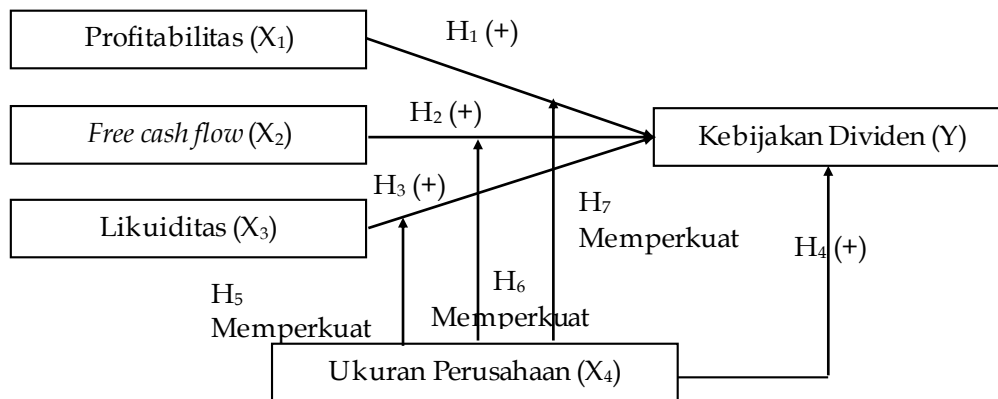 Profitabilitas (X₁)
H₁ (+)
Free cash flow (X₂)
H₂ (+)
Kebijakan Dividen (Y)
H₃ (+)
Likuiditas (X₃)
H₇
Memperkuat
H₄ (+)
H₅
Memperkuat
H₆
Memperkuat
Ukuran Perusahaan (X₄)